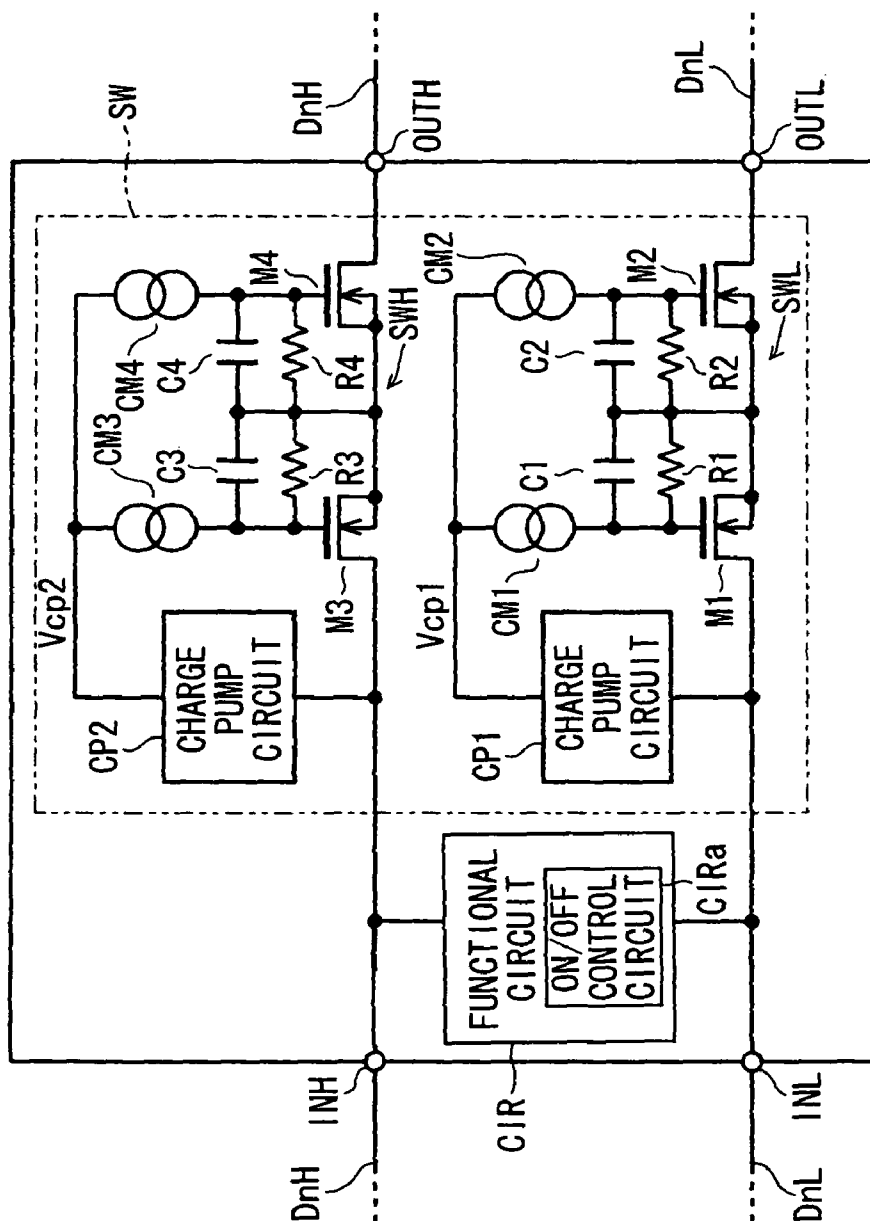 SW
DnH
OUTH
DnL
OUTL
CM4
M4
C4
R4
SWH
CM3
C3
R3
M3
Vcp2
CHARGE
PUMP
CIRCUIT
CP2
CM2
M2
C2
R2
SWL
C1
R1
CM1
M1
Vcp1
CHARGE
PUMP
CIRCUIT
CP1
FUNCTIONAL
CIRCUIT
ON/OFF
CONTROL
CIRCUIT
CIRa
CIR
INH
DnH
INL
DnL